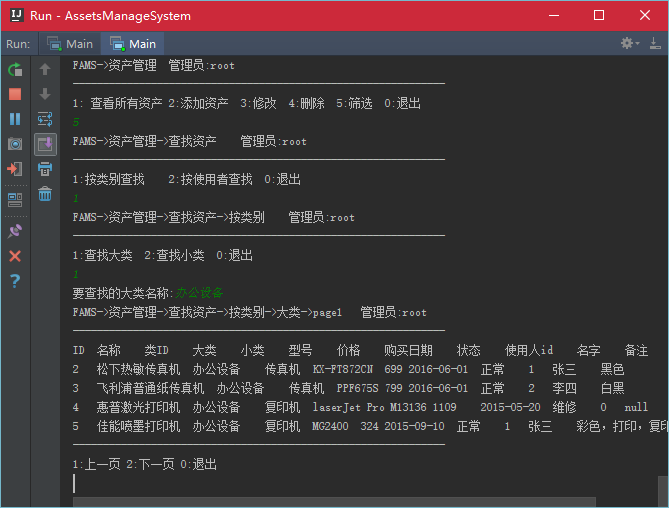 Run - AssetsManageSystem
Run: Main Main
FAMS->资产管理 管理员:root
1: 查看所有资产 2:添加资产 3:修改 4:删除 5:筛选 0:退出
5
FAMS->资产管理->查找资产 管理员:root
1:按类别查找 2:按使用者查找 0:退出
1
FAMS->资产管理->查找资产->按类别 管理员:root
1:查找大类 2:查找小类 0:退出
1
要查找的大类名称:办公设备
FAMS->资产管理->查找资产->按类别->大类->page1 管理员:root
ID 名称 类ID 大类 小类 型号 价格 购买日期 状态 使用人id 名字 备注
2 松下热敏传真机 办公设备 传真机 KX-FT872CN 699 2016-06-01 正常 1 张三 黑色
3 飞利浦普通纸传真机 办公设备 传真机 PPF675S 799 2016-06-01 正常 2 李四 白黑
4 惠普激光打印机 办公设备 复印机 laserJet Pro M13136 1109 2015-05-20 维修 0 null
5 佳能喷墨打印机 办公设备 复印机 MG2400 324 2015-09-10 正常 1 张三 彩色,打印,复印
1:上一页 2:下一页 0:退出